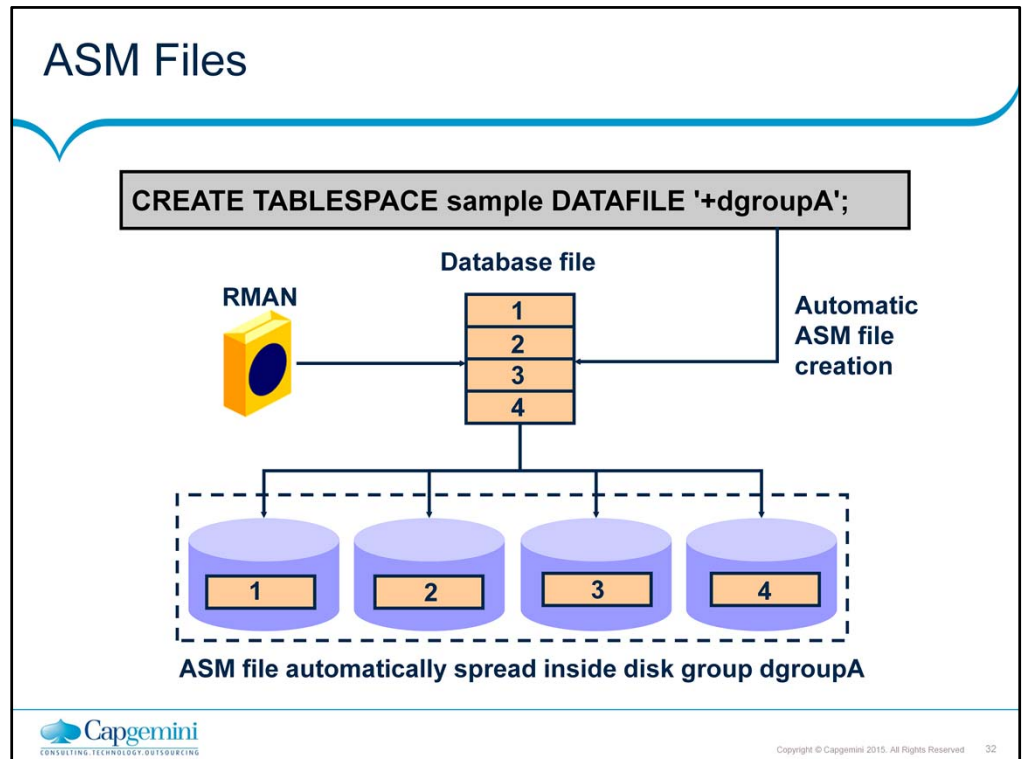 ASM Files
CREATE TABLESPACE sample DATAFILE '+dgroupA';
Database file
RMAN
Automatic
ASM file
creation
1
2
3
4
1
2
3
4
ASM file automatically spread inside disk group dgroupA
Capgemini
CONSULTING.TECHNOLOGY.OUTSOURCING
Copyright © Capgemini 2015. All Rights Reserved 32